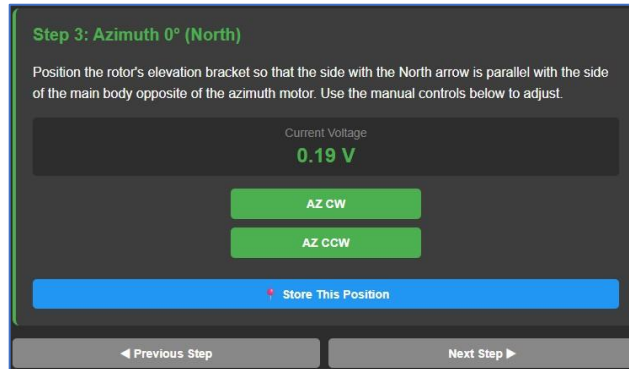 Step 3: Azimuth 0° (North)
Position the rotor's elevation bracket so that the side with the North arrow is parallel with the side
of the main body opposite of the azimuth motor. Use the manual controls below to adjust.
Current Voltage
0.19 V
AZ CW
AZ CCW
📍 Store This Position
◀ Previous Step
Next Step ▶